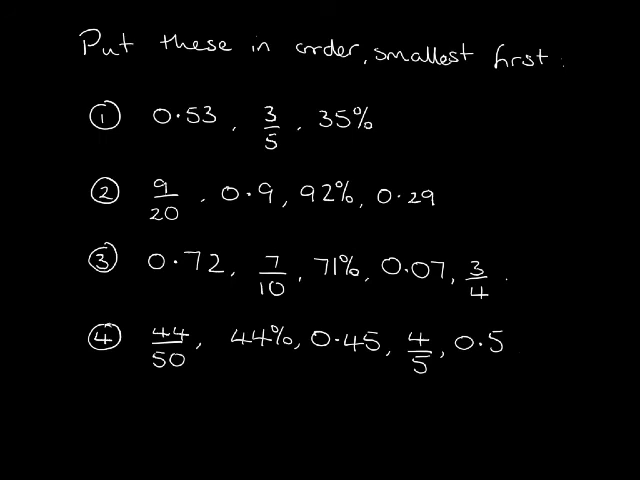 Put these in order, smallest first:
① 0.53, 3/5, 35%
② 9/20, 0.9, 92%, 0.29
③ 0.72, 7/10, 71%, 0.07, 3/4.
④ 44/50, 44%, 0.45, 4/5, 0.5